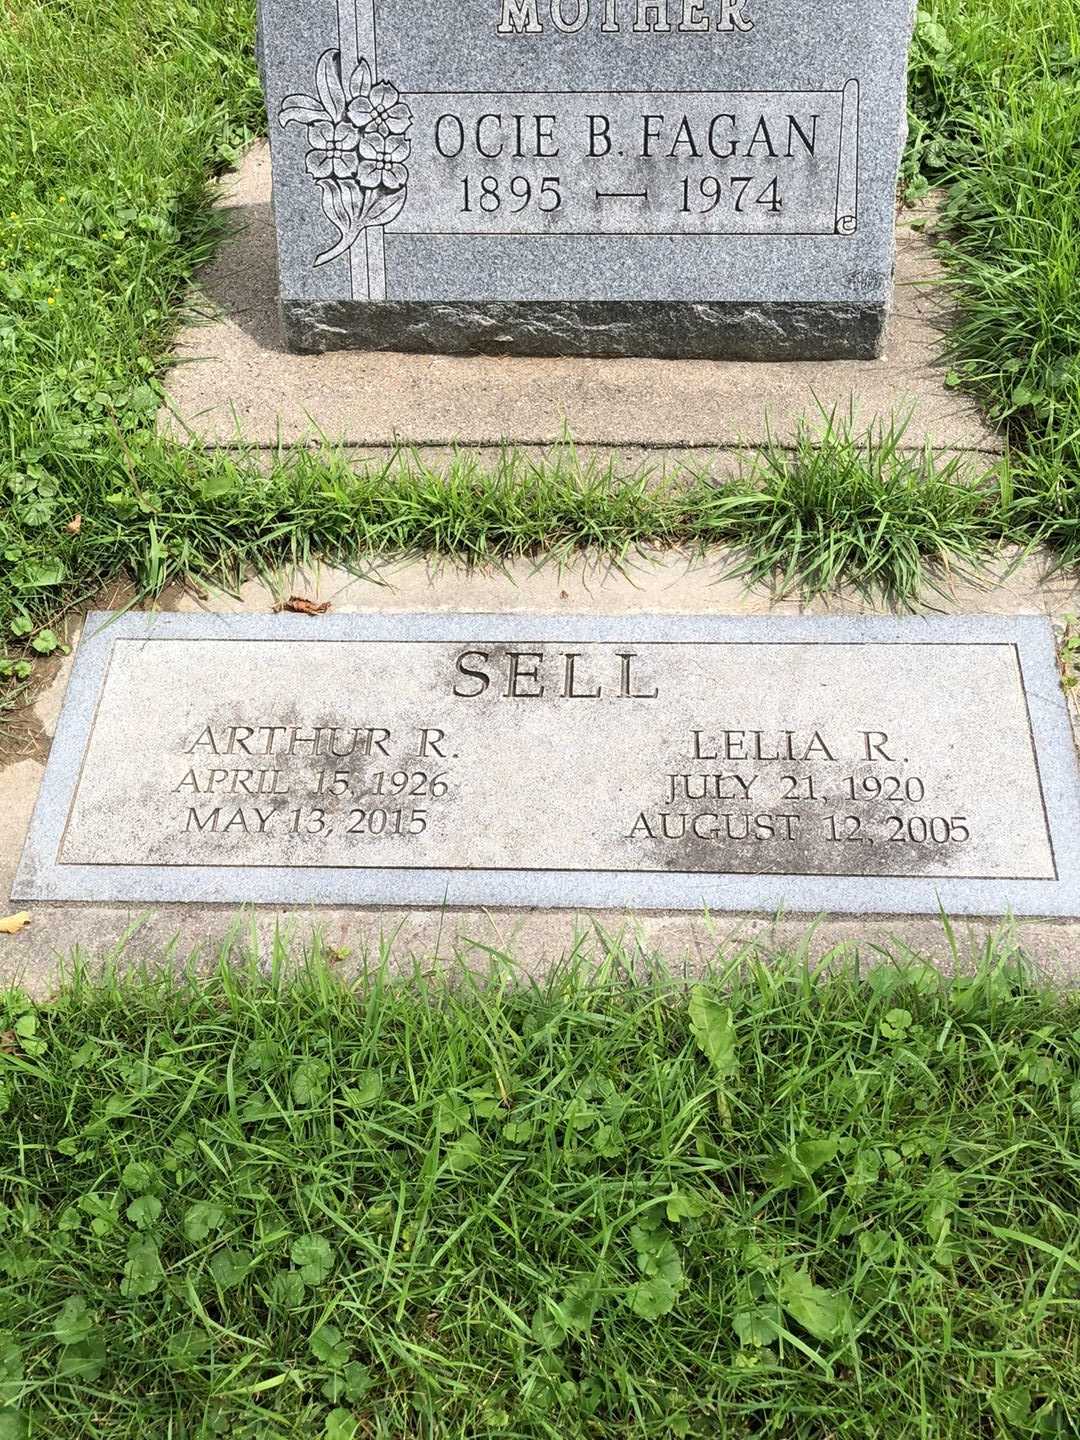 MOTHER
OCIE B. FAGAN
1895 — 1974
SELL
ARTHUR R.
APRIL 15, 1926
MAY 13, 2015
LELIA R.
JULY 21, 1920
AUGUST 12, 2005